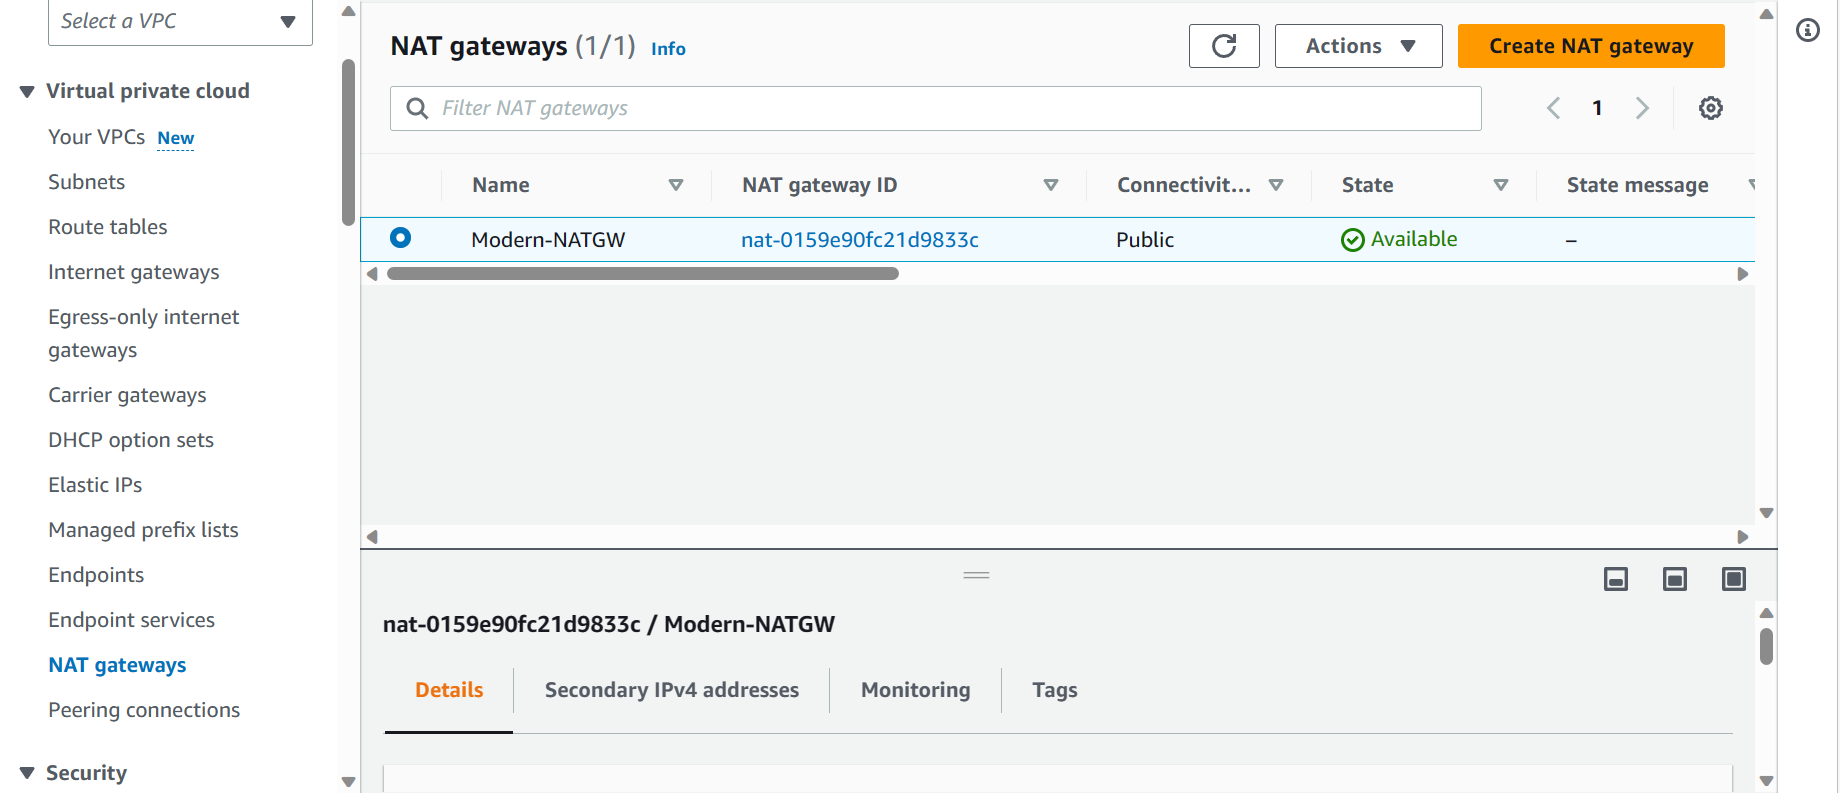 Select a VPC
Virtual private cloud
Your VPCs New
Subnets
Route tables
Internet gateways
Egress-only internet
gateways
Carrier gateways
DHCP option sets
Elastic IPs
Managed prefix lists
Endpoints
Endpoint services
NAT gateways
Peering connections
Security
NAT gateways (1/1) Info
Actions
Create NAT gateway
Filter NAT gateways
1
Name NAT gateway ID Connectivit... State State message
Modern-NATGW nat-0159e90fc21d9833c Public Available –
nat-0159e90fc21d9833c / Modern-NATGW
Details Secondary IPv4 addresses Monitoring Tags